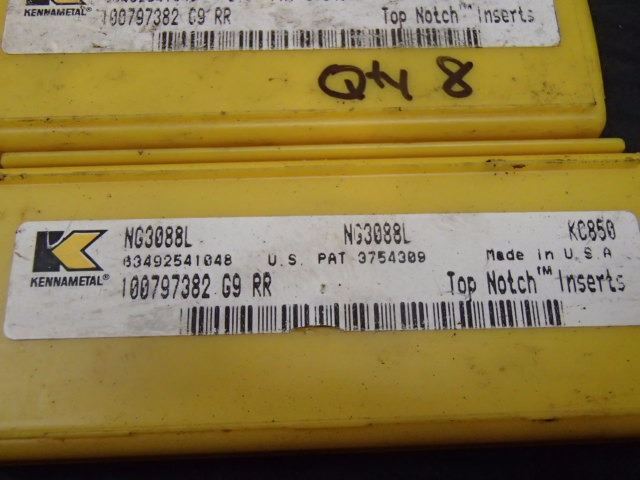 KENNAMETAL
100797382 G9 RR
Top Notch™ Inserts
Qty 8
KENNAMETAL®
NG3088L NG3088L KC850
63492541048 U.S. PAT 3754309 Made in U.S.A
100797382 G9 RR Top Notch™ Inserts